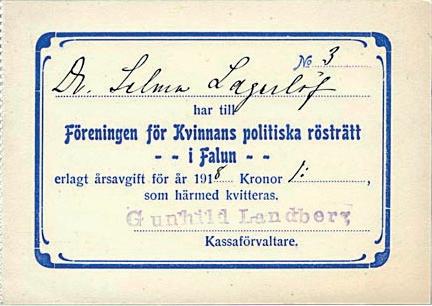 № 3
Dr. Selma Lagerlöf
har till
Föreningen för Kvinnans politiska rösträtt
- - i Falun - -
erlagt årsavgift för år 1918 Kronor 1:,
som härmed kvitteras.
Gunhild Landberg
Kassaförvaltare.